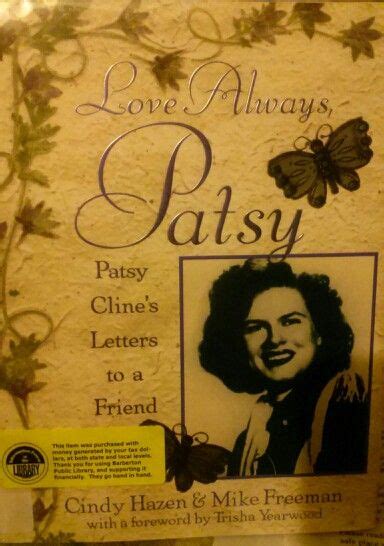 Love Always,
Patsy
Patsy
Cline's
Letters
to a
Friend
LIBRARY
This item was purchased with
money generated by your tax dol-
lars, at both state and local levels.
Thank you for using Barberton
Public Library, and supporting it
financially. They go hand in hand.
Cindy Hazen & Mike Freeman
with a foreword by Trisha Yearwood